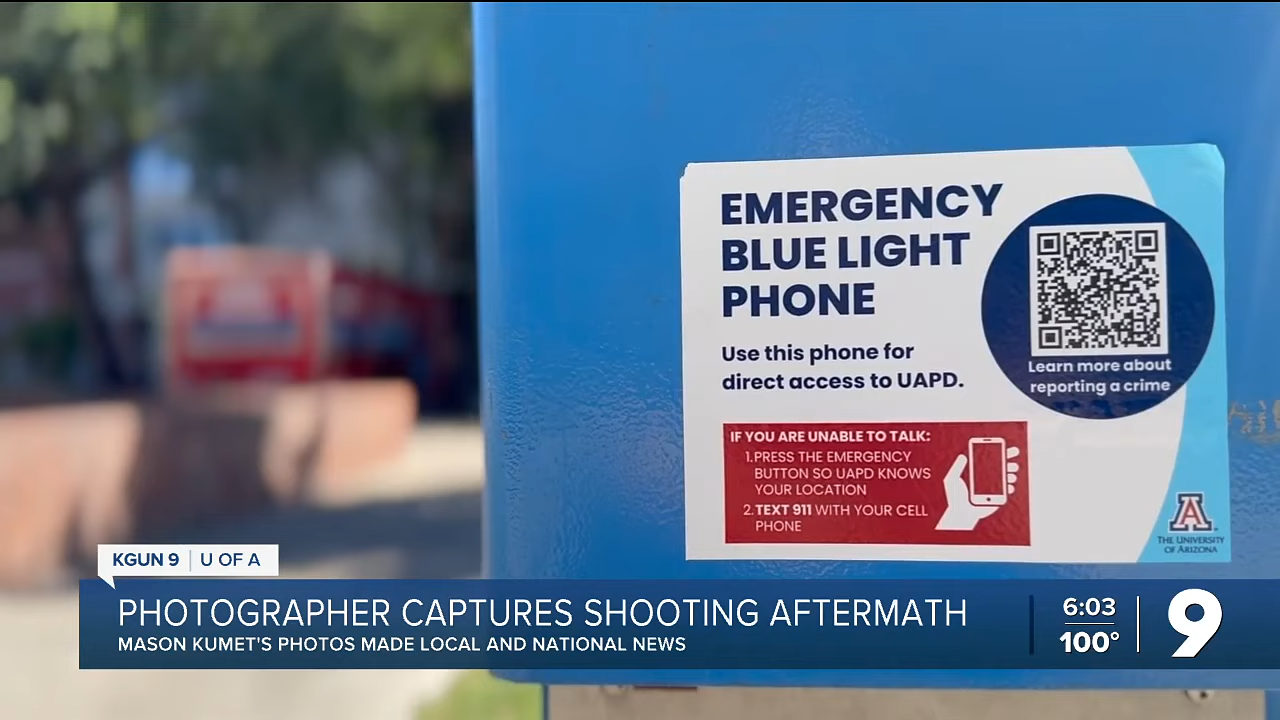 EMERGENCY
BLUE LIGHT
PHONE
Use this phone for
direct access to UAPD.
Learn more about
reporting a crime
IF YOU ARE UNABLE TO TALK:
1. PRESS THE EMERGENCY
BUTTON SO UAPD KNOWS
YOUR LOCATION
2. TEXT 911 WITH YOUR CELL
PHONE
A
THE UNIVERSITY
OF ARIZONA
KGUN 9 | U OF A
PHOTOGRAPHER CAPTURES SHOOTING AFTERMATH
MASON KUMET'S PHOTOS MADE LOCAL AND NATIONAL NEWS
6:03
100°
9